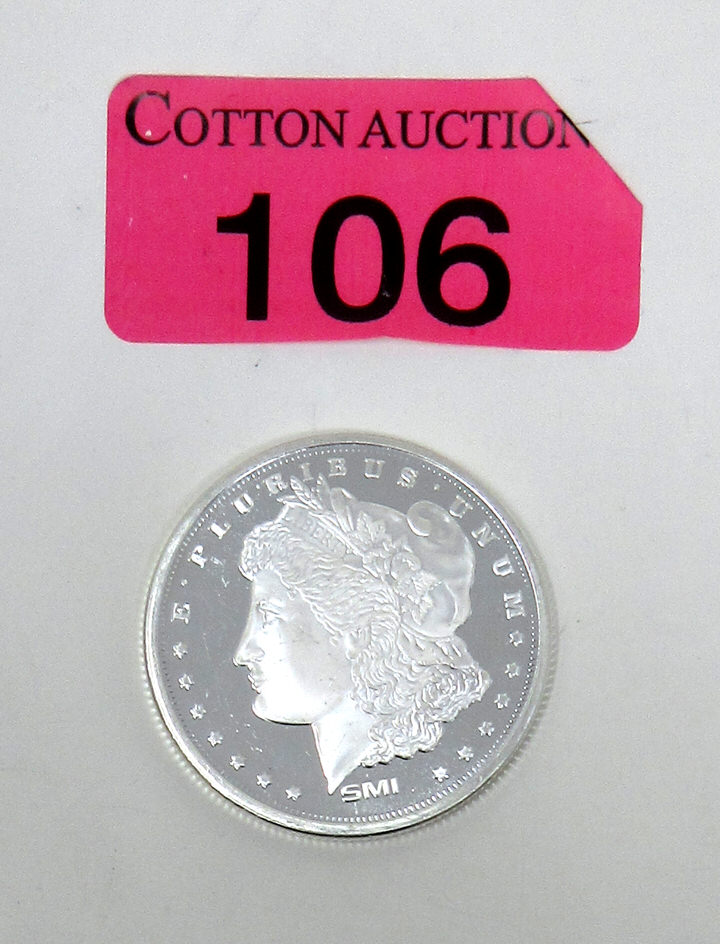 COTTON AUCTION
106
E · PLURIBUS · UNUM
LIBERTY
SMI